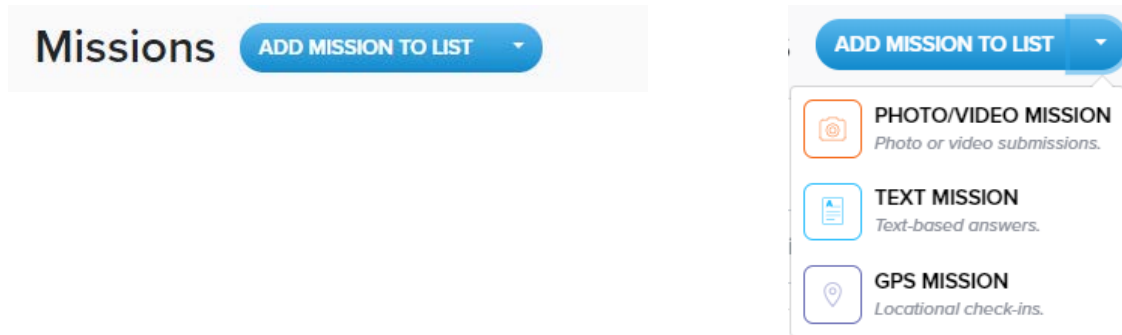 Missions
ADD MISSION TO LIST
ADD MISSION TO LIST
PHOTO/VIDEO MISSION
Photo or video submissions.
TEXT MISSION
Text-based answers.
GPS MISSION
Locational check-ins.